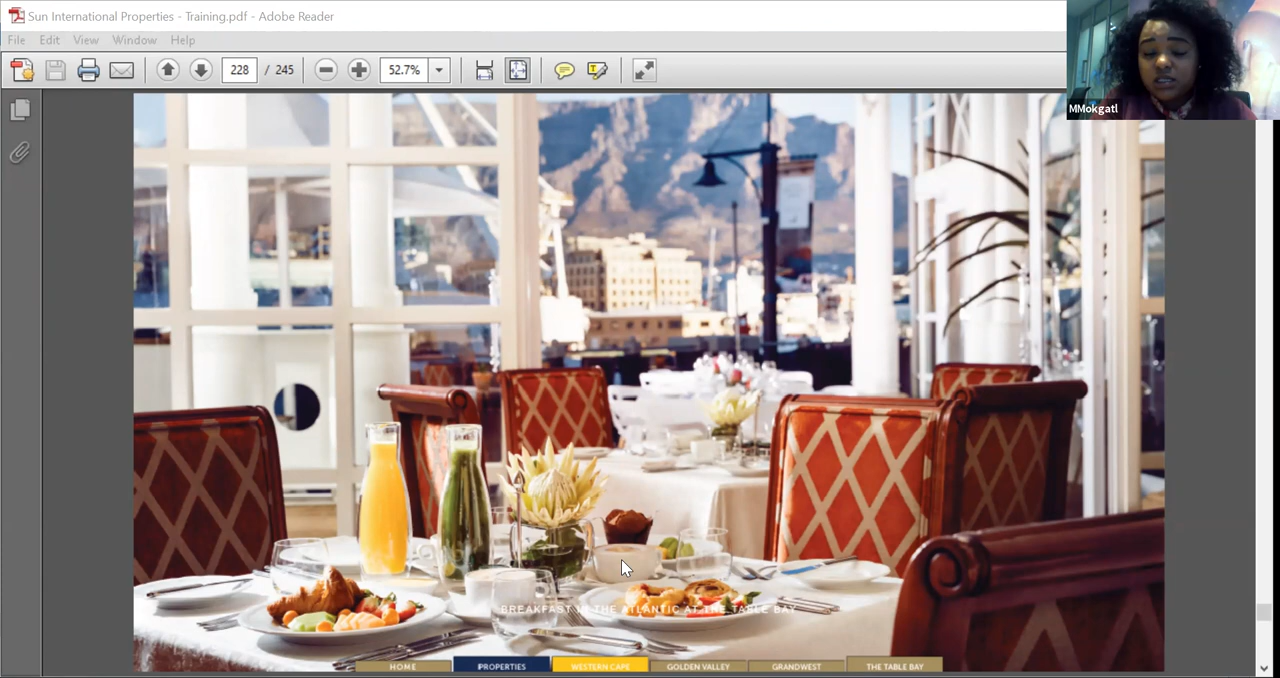 Sun International Properties - Training.pdf - Adobe Reader
File Edit View Window Help
228 / 245 52.7%
MMokgatl
BREAKFAST IN THE ATLANTIC AT THE TABLE BAY
HOME PROPERTIES WESTERN CAPE GOLDEN VALLEY GRANDWEST THE TABLE BAY